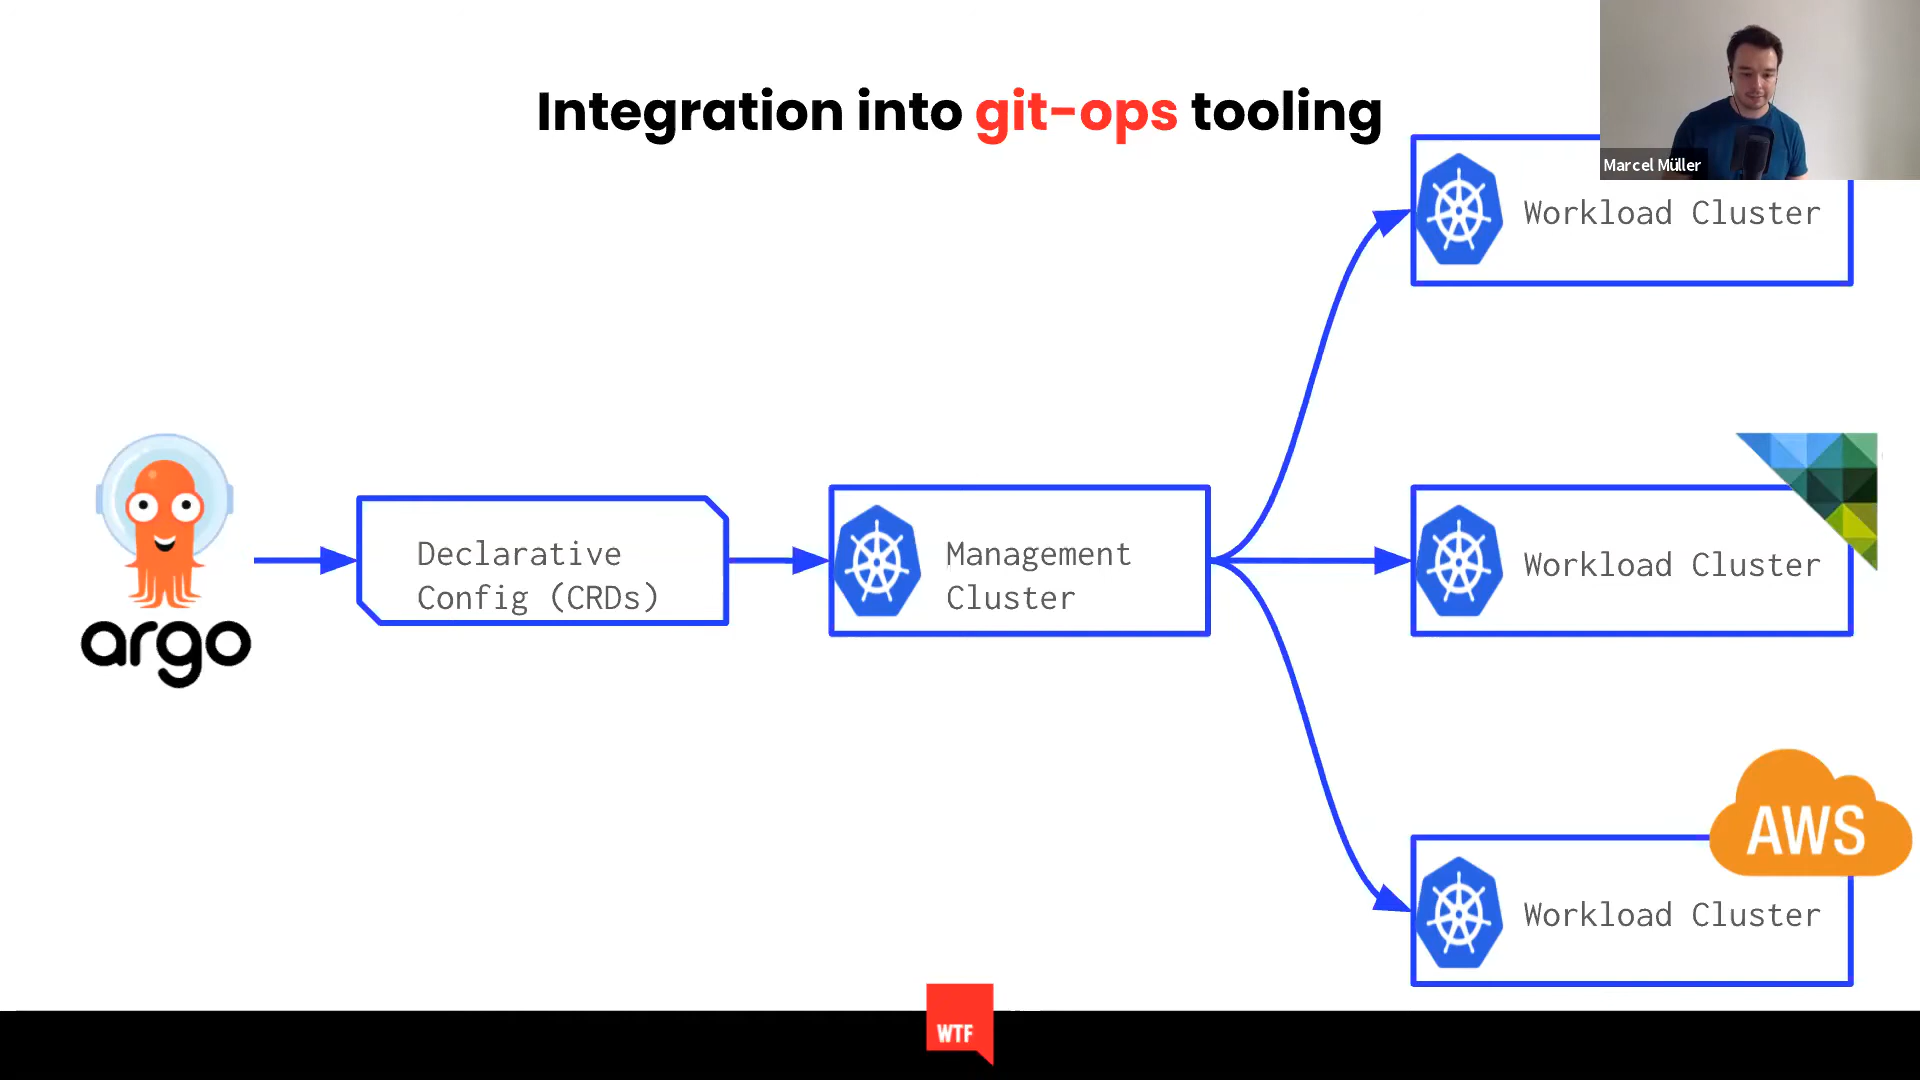 Integration into git-ops tooling
Marcel Müller
Workload Cluster
argo
Declarative
Config (CRDs)
Management
Cluster
Workload Cluster
AWS
Workload Cluster
WTF